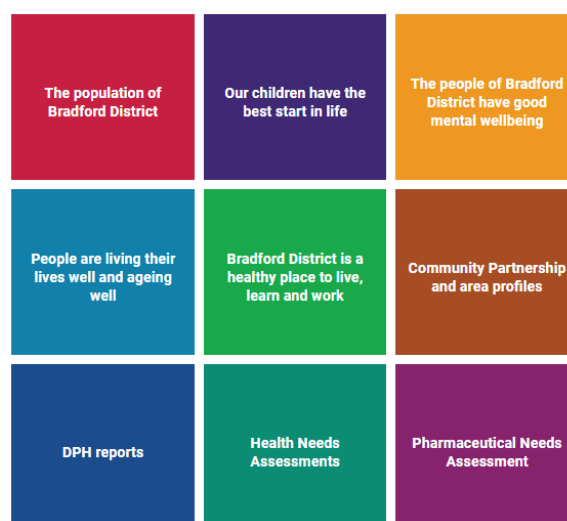 The population of
Bradford District
Our children have the
best start in life
The people of Bradford
District have good
mental wellbeing
People are living their
lives well and ageing
well
Bradford District is a
healthy place to live,
learn and work
Community Partnership
and area profiles
DPH reports
Health Needs
Assessments
Pharmaceutical Needs
Assessment